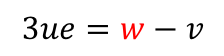 3ue = w − v